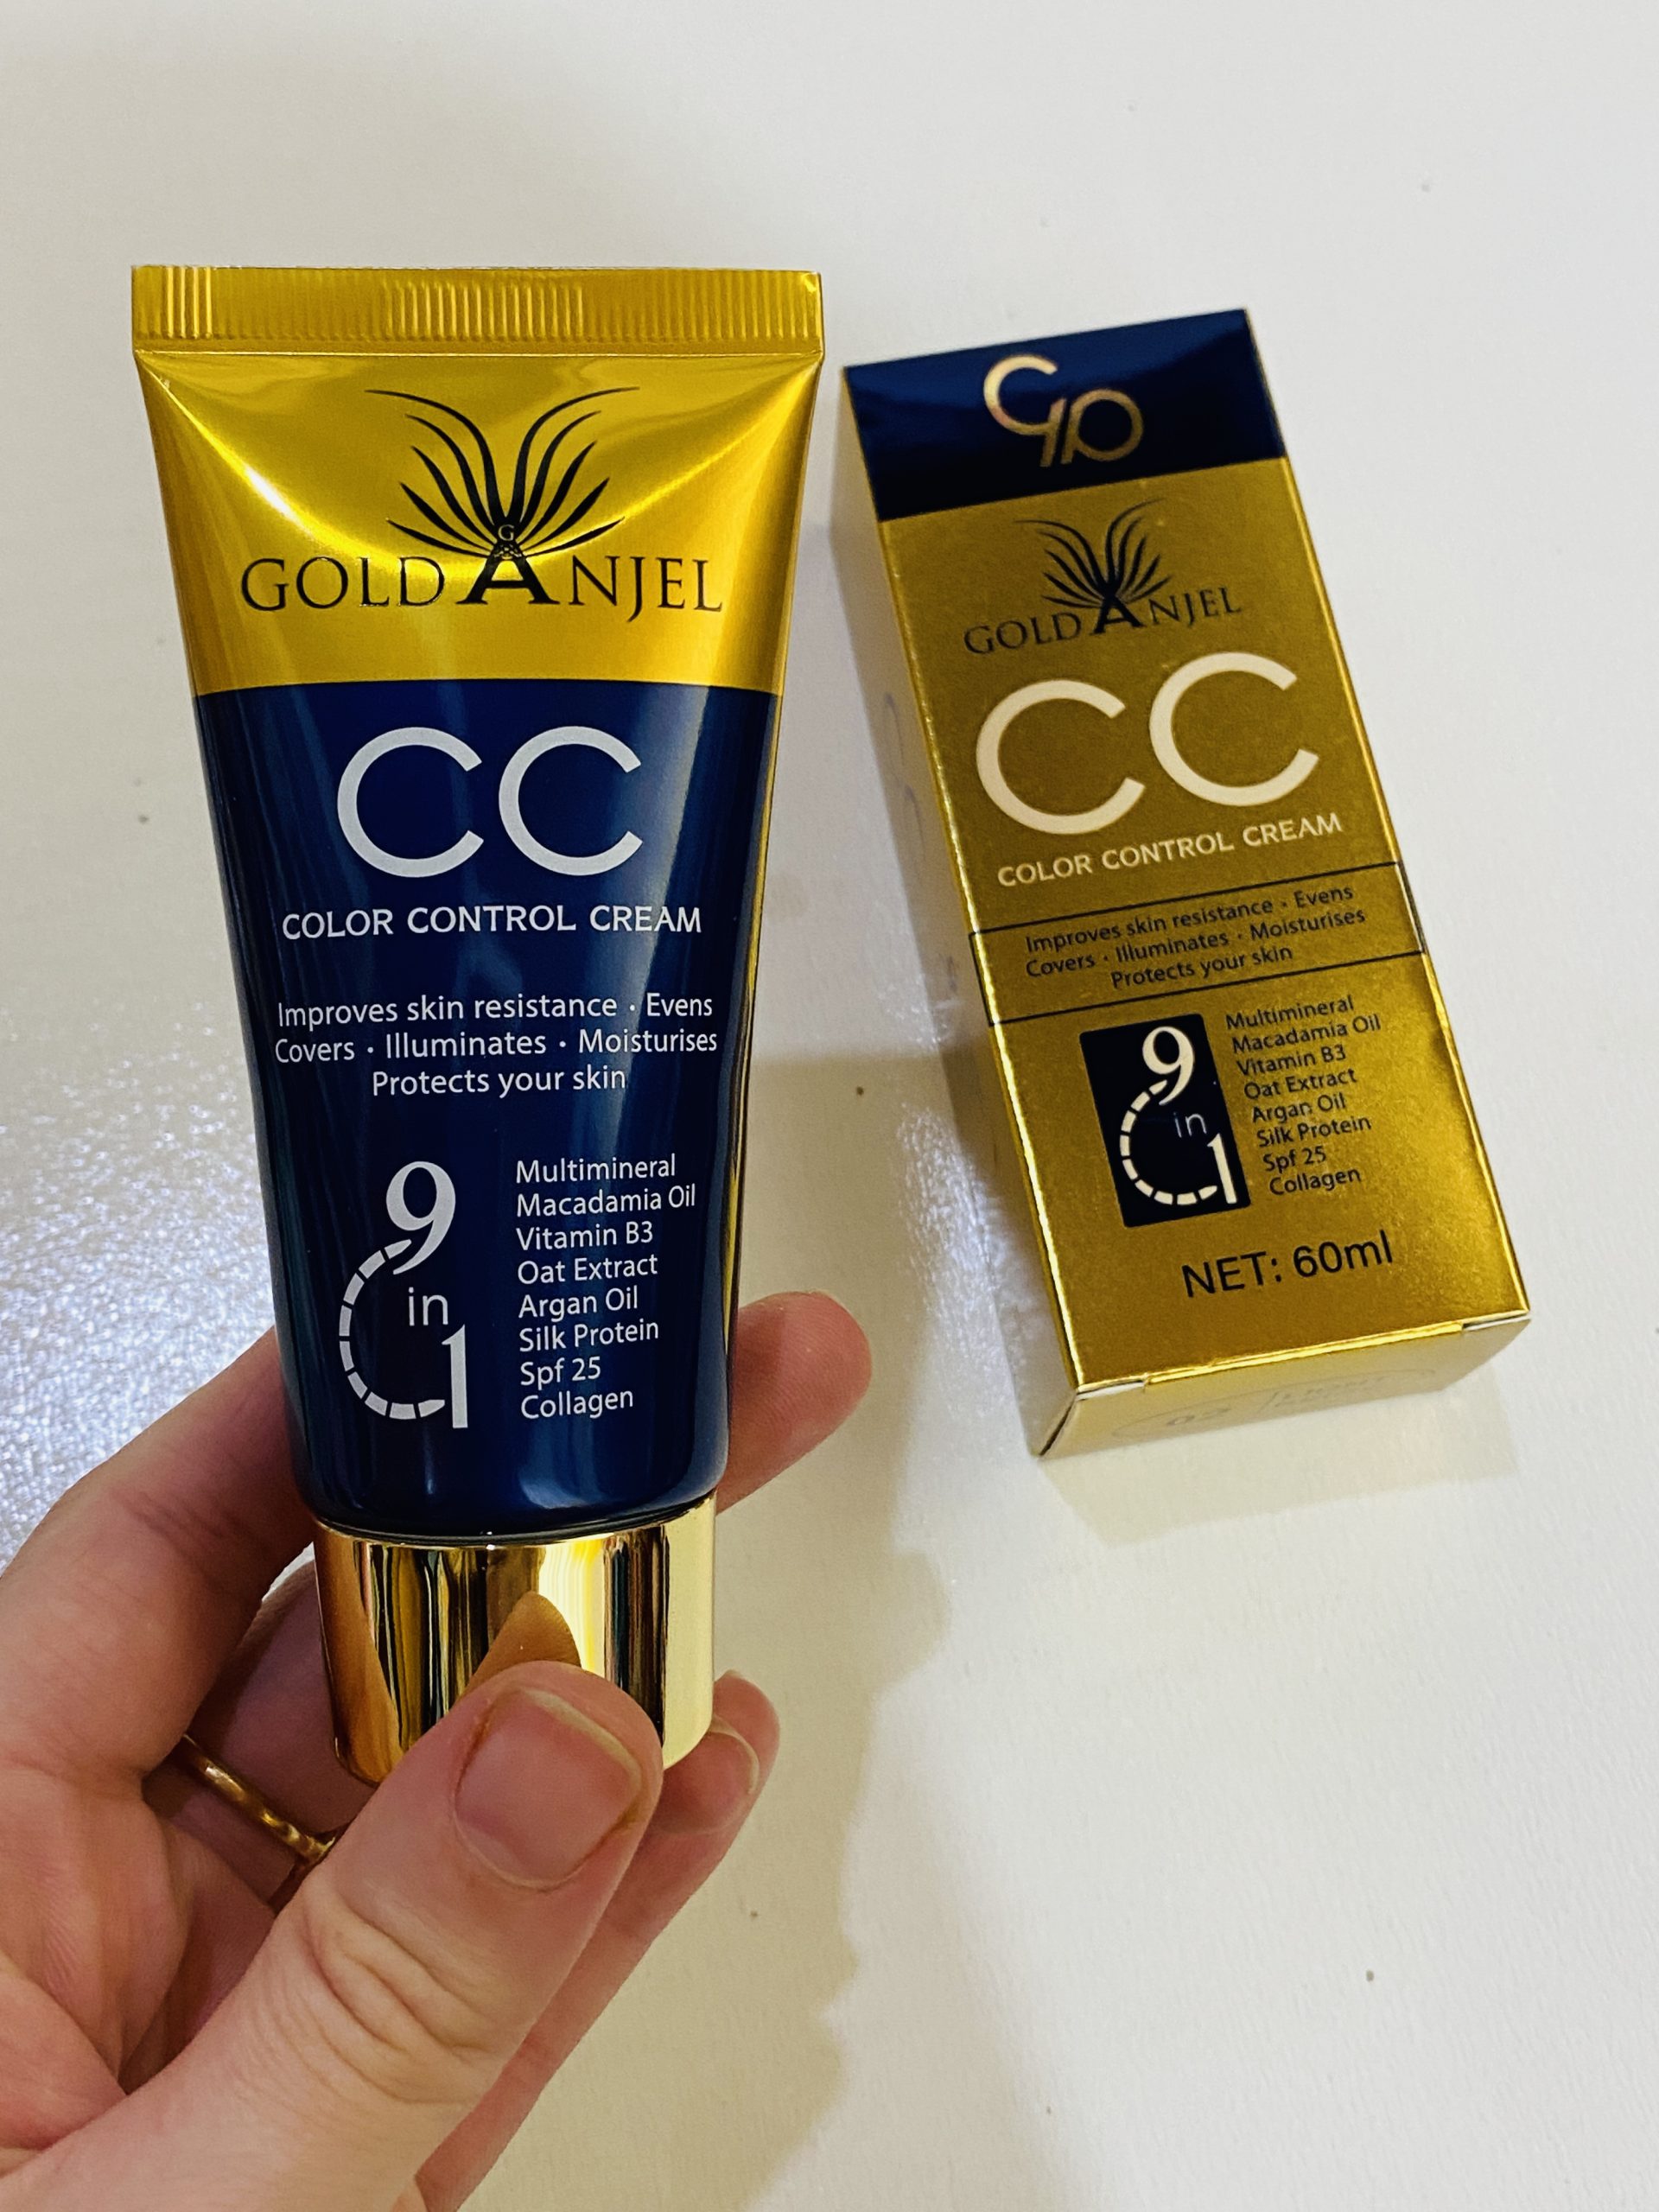 GOLD ANJEL
CC
COLOR CONTROL CREAM
Improves skin resistance · Evens
Covers · Illuminates · Moisturises
Protects your skin
9
in
1
Multimineral
Macadamia Oil
Vitamin B3
Oat Extract
Argan Oil
Silk Protein
Spf 25
Collagen
GOLD ANJEL
CC
COLOR CONTROL CREAM
Improves skin resistance · Evens
Covers · Illuminates · Moisturises
Protects your skin
9
in
1
Multimineral
Macadamia Oil
Vitamin B3
Oat Extract
Argan Oil
Silk Protein
Spf 25
Collagen
NET: 60ml
02